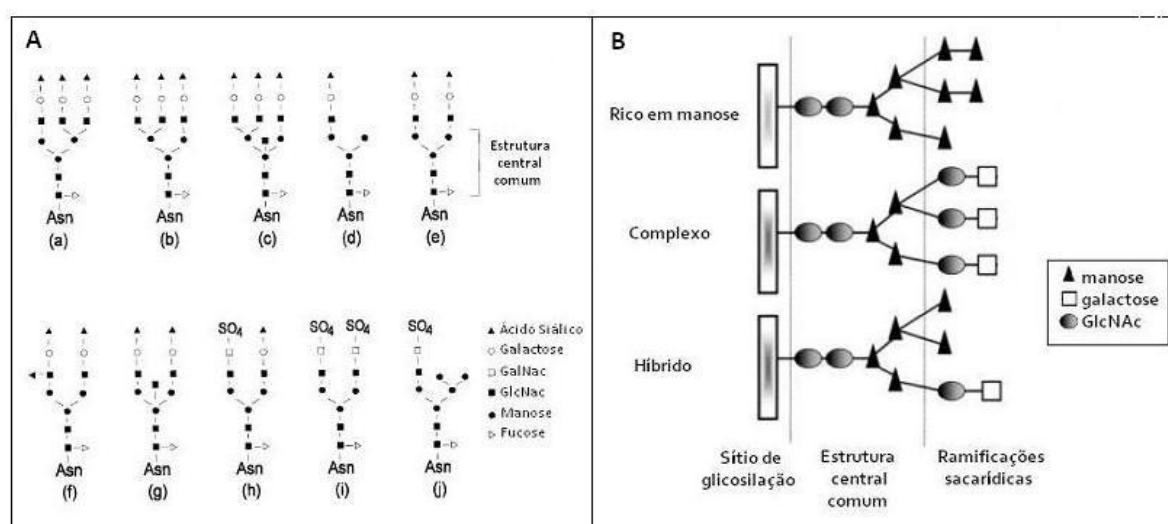 A
Estrutura
central
comum
Asn Asn Asn Asn Asn
(a) (b) (c) (d) (e)
SO4 SO4 SO4 SO4
Ácido Siálico
Galactose
GalNac
GlcNac
Manose
Fucose
Asn Asn Asn Asn Asn
(f) (g) (h) (i) (j)
B
Rico em manose
Complexo
Híbrido
manose
galactose
GlcNAc
Sítio de
glicosilação
Estrutura
central
comum
Ramificações
sacarídicas